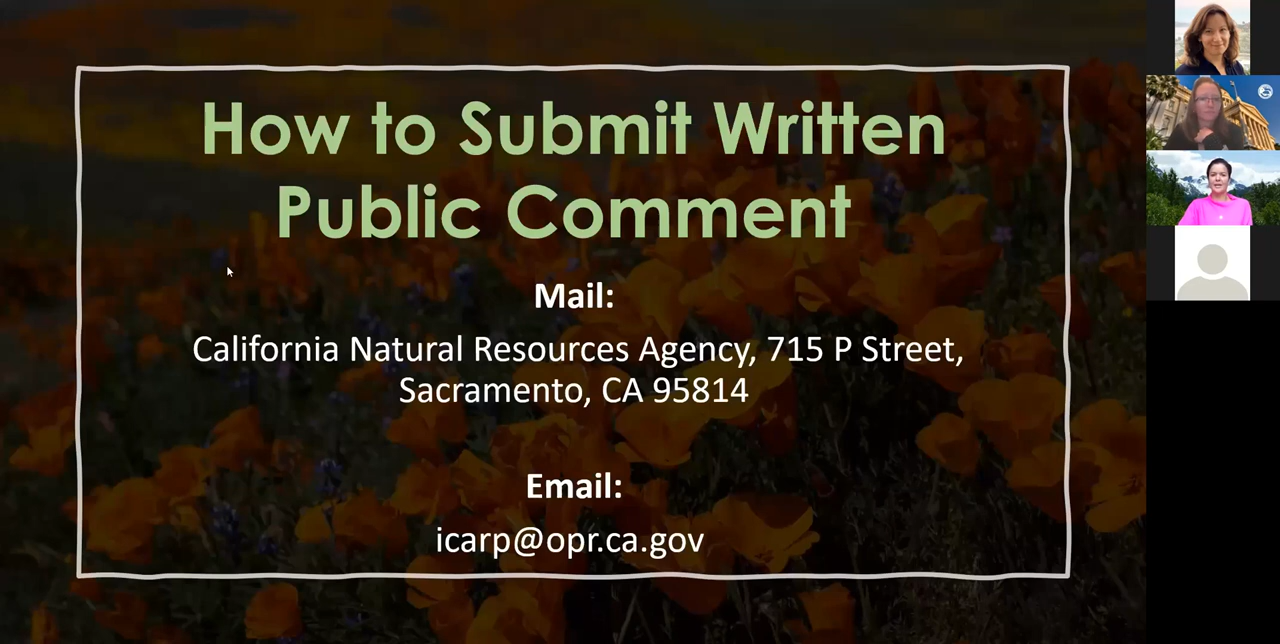 How to Submit Written
Public Comment
Mail:
California Natural Resources Agency, 715 P Street,
Sacramento, CA 95814
Email:
icarp@opr.ca.gov